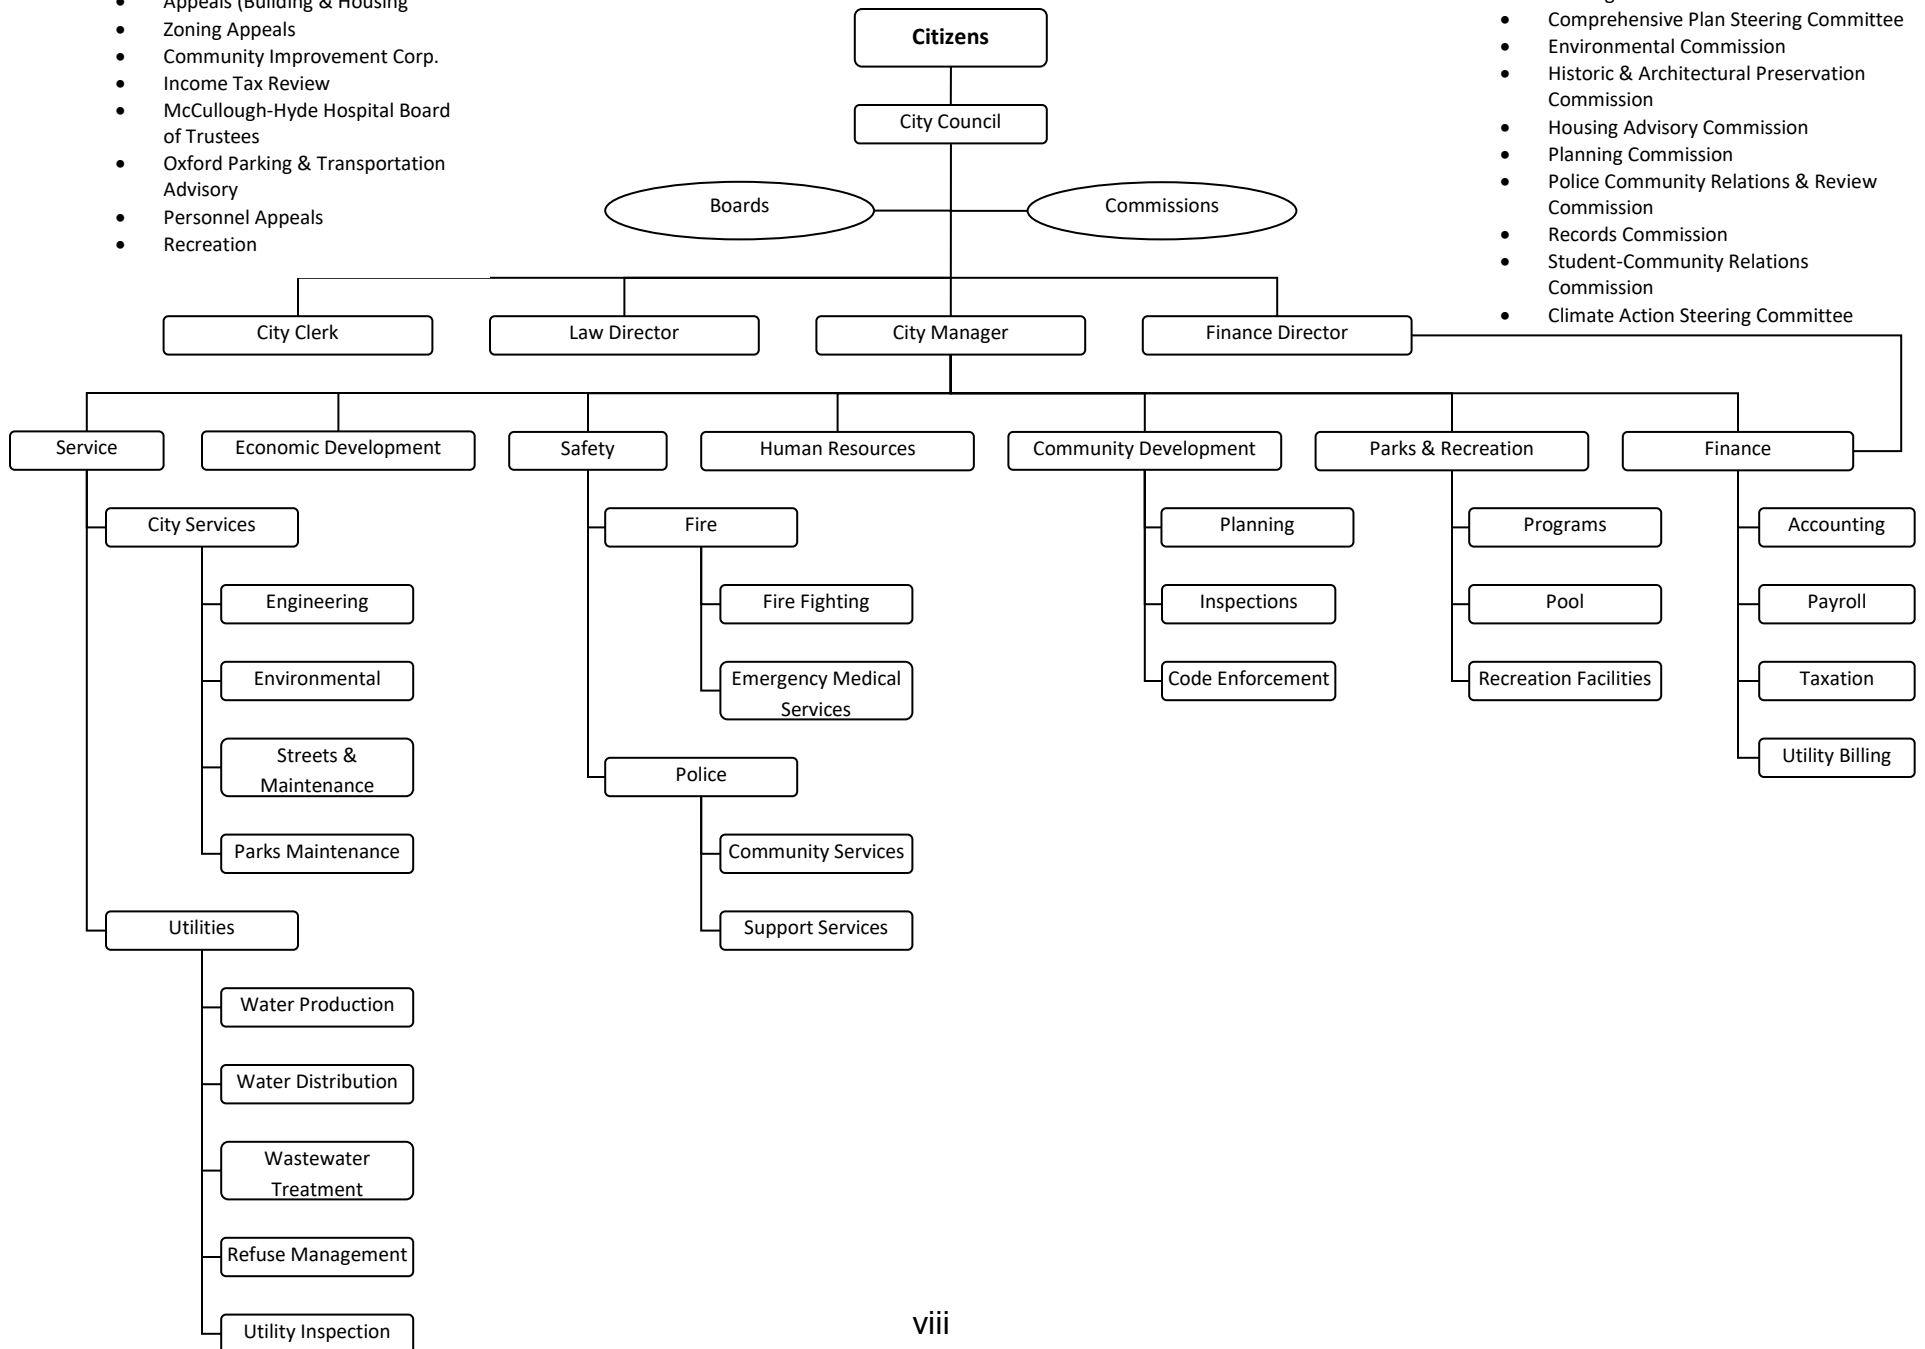 Appeals (Building & Housing
• Zoning Appeals
• Community Improvement Corp.
• Income Tax Review
• McCullough-Hyde Hospital Board
of Trustees
• Oxford Parking & Transportation
Advisory
• Personnel Appeals
• Recreation
Citizens
City Council
Boards
Commissions
• Comprehensive Plan Steering Committee
• Environmental Commission
• Historic & Architectural Preservation
Commission
• Housing Advisory Commission
• Planning Commission
• Police Community Relations & Review
Commission
• Records Commission
• Student-Community Relations
Commission
• Climate Action Steering Committee
City Clerk
Law Director
City Manager
Finance Director
Service
Economic Development
Safety
Human Resources
Community Development
Parks & Recreation
Finance
City Services
Engineering
Environmental
Streets &
Maintenance
Parks Maintenance
Utilities
Water Production
Water Distribution
Wastewater
Treatment
Refuse Management
Utility Inspection
Fire
Fire Fighting
Emergency Medical
Services
Police
Community Services
Support Services
Planning
Inspections
Code Enforcement
Programs
Pool
Recreation Facilities
Accounting
Payroll
Taxation
Utility Billing
viii